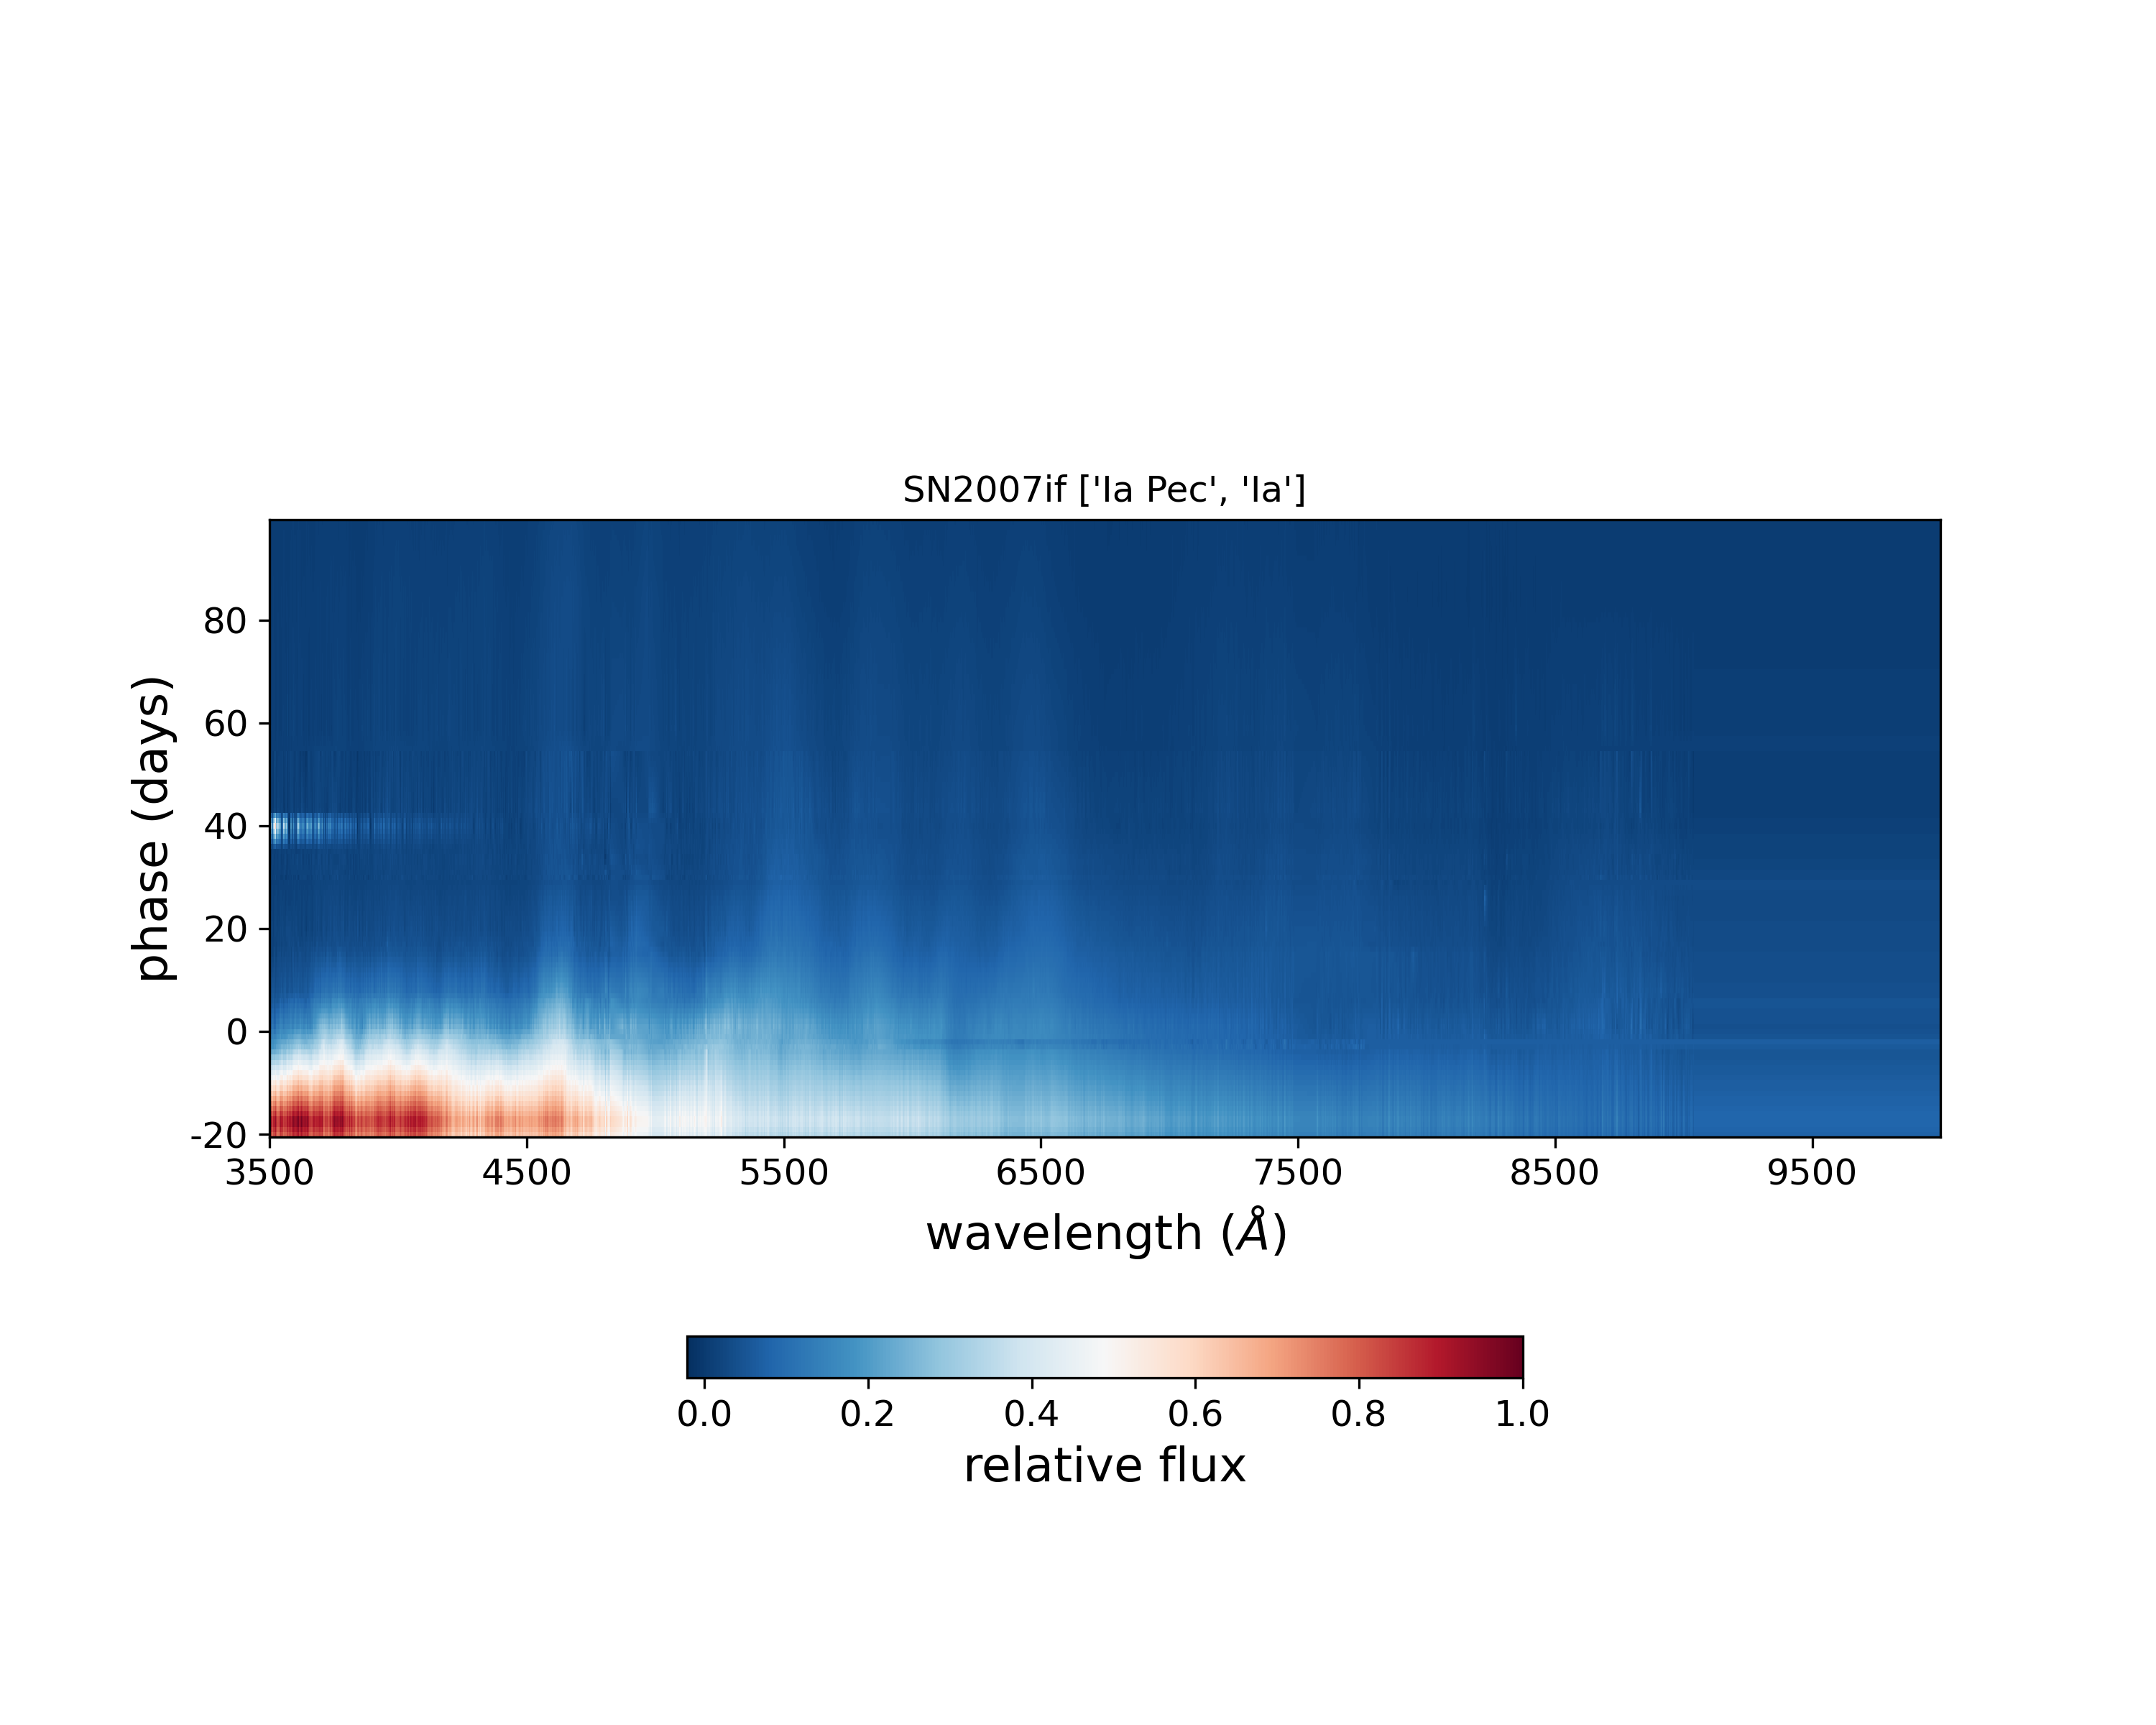 SN2007if ['Ia Pec', 'Ia']
80
60
40
20
0
-20
phase (days)
3500 4500 5500 6500 7500 8500 9500
wavelength (Å)
0.0 0.2 0.4 0.6 0.8 1.0
relative flux